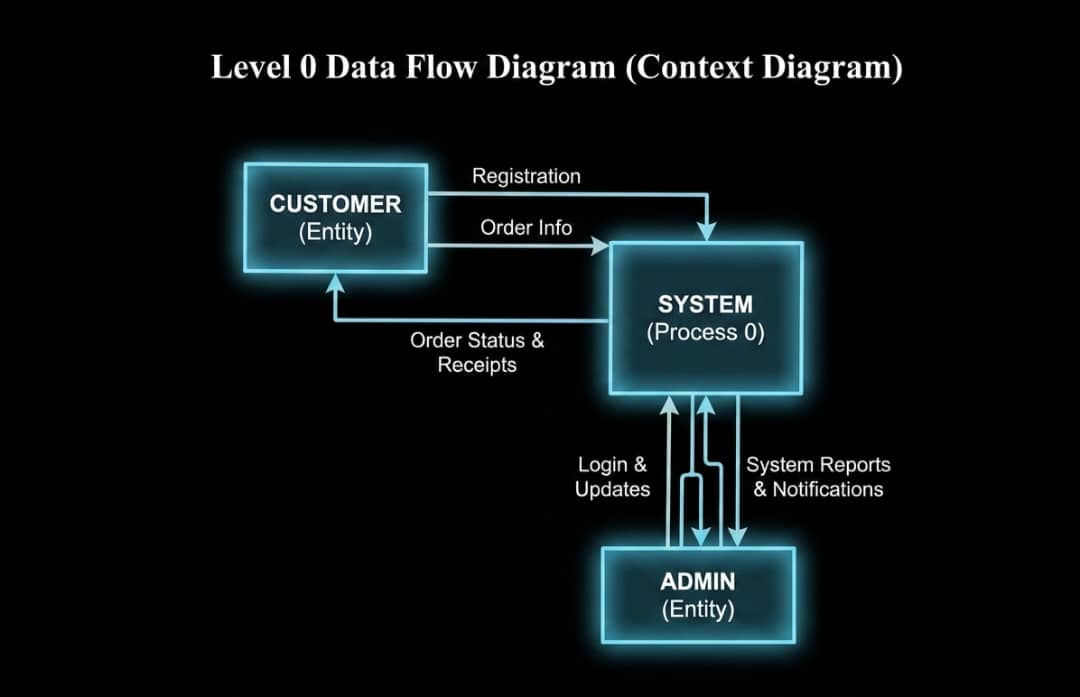 Level 0 Data Flow Diagram (Context Diagram)
Registration
CUSTOMER
(Entity)
Order Info
SYSTEM
(Process 0)
Order Status &
Receipts
Login &
Updates
System Reports
& Notifications
ADMIN
(Entity)